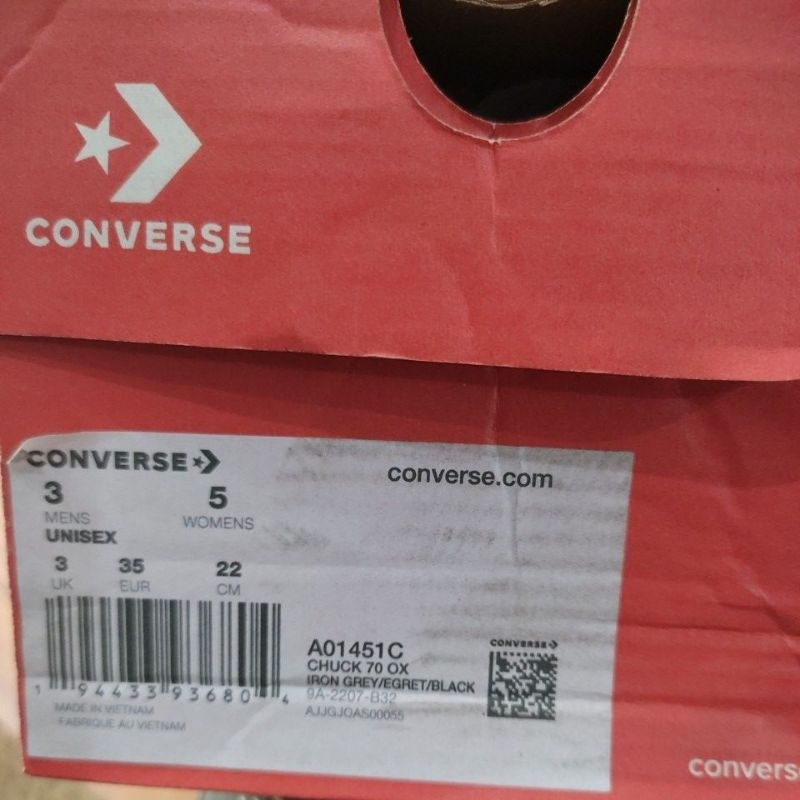 CONVERSE
CONVERSE
converse.com
3 5
MENS WOMENS
UNISEX
3 35 22
UK EUR CM
1 94433 93680 4
MADE IN VIETNAM
FABRIQUE AU VIETNAM
A01451C
CHUCK 70 OX
IRON GREY/EGRET/BLACK
9A-2207-B32
AJJGJOAS00055
CONVERSE
convers